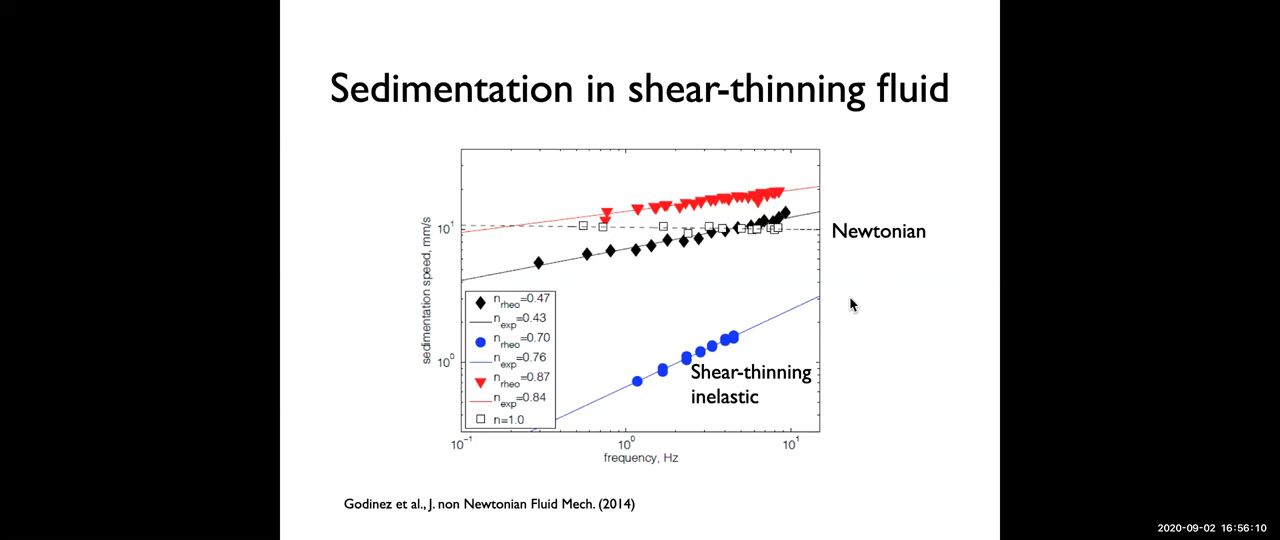 Sedimentation in shear-thinning fluid
sedimentation speed, mm/s
10¹
10⁰
Newtonian
n_rheo=0.47
n_exp=0.43
n_rheo=0.70
n_exp=0.76
n_rheo=0.87
n_exp=0.84
n=1.0
Shear-thinning
inelastic
10⁻¹ 10⁰ 10¹
frequency, Hz
Godinez et al., J. non Newtonian Fluid Mech. (2014)
2020-09-02 16:56:10